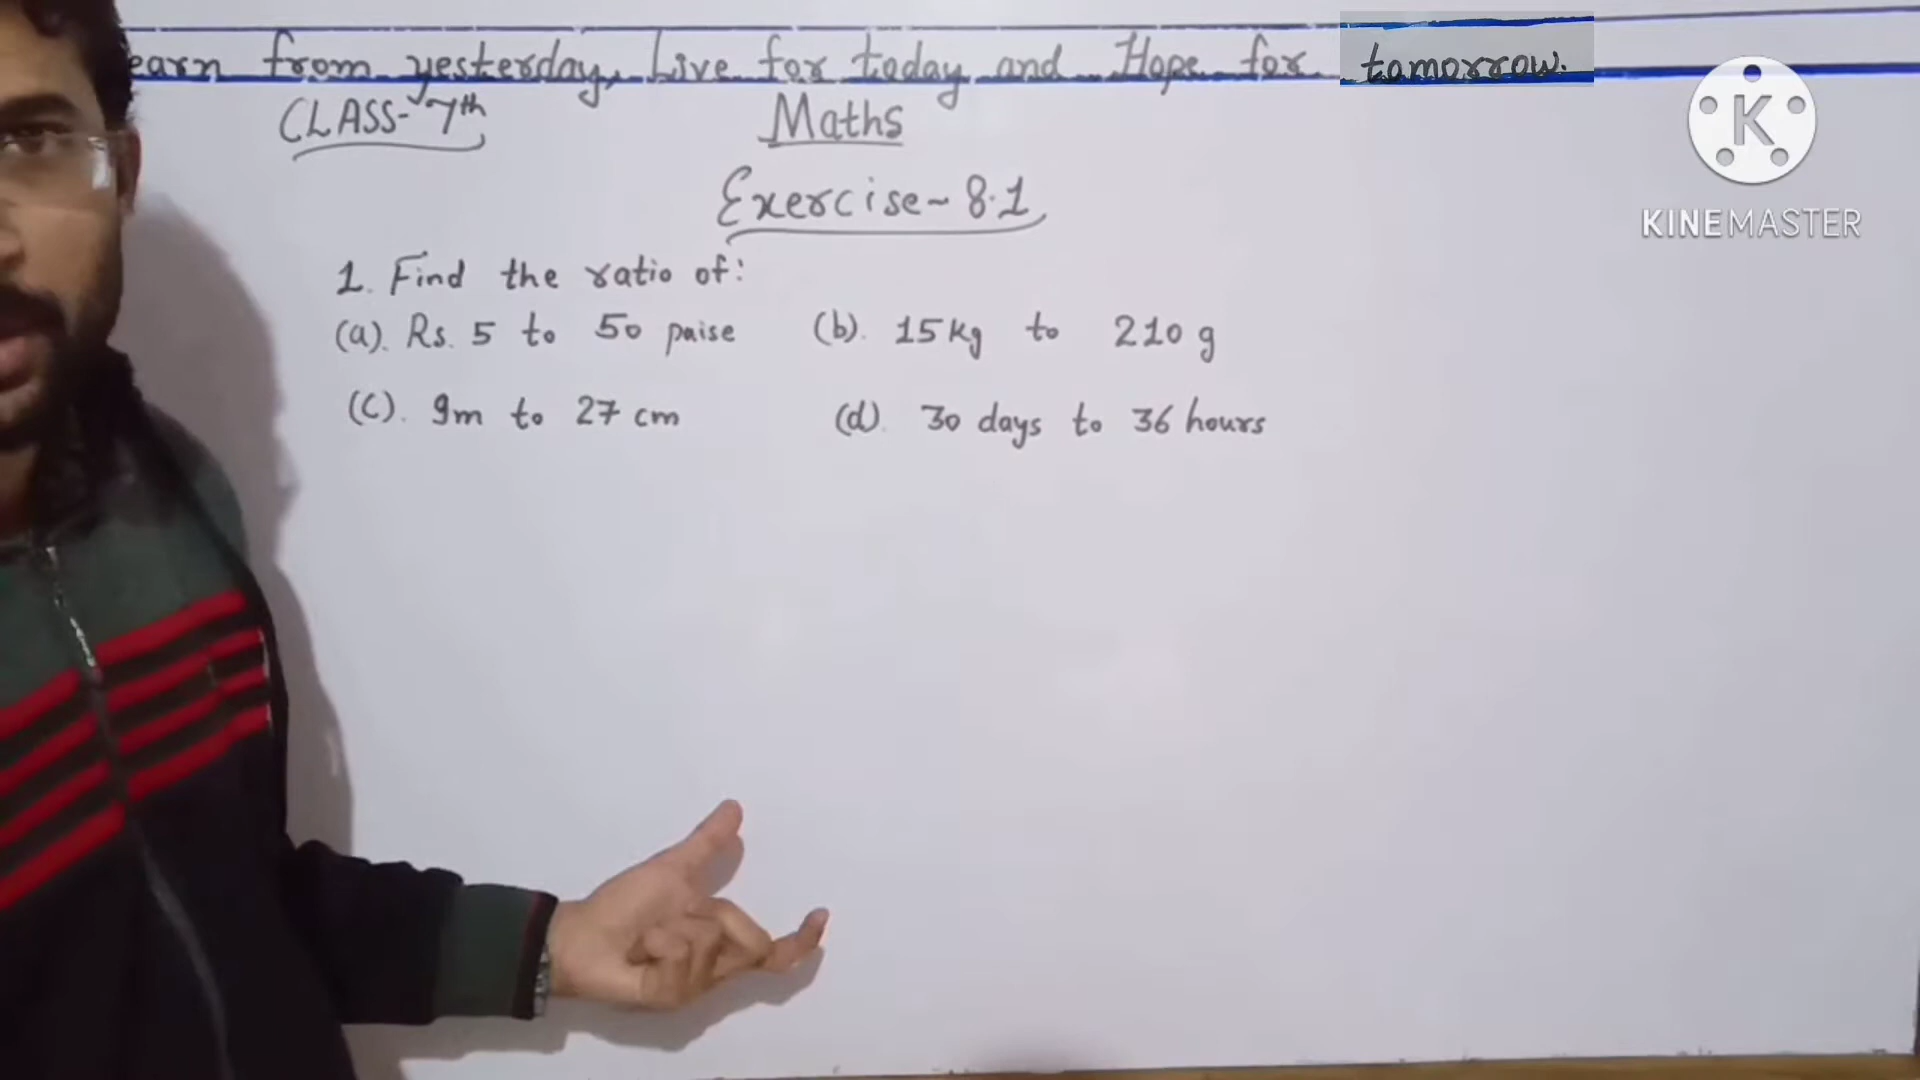 earn from yesterday, Live for today and Hope for tomorrow.
CLASS-7th Maths
Exercise~8.1
1. Find the ratio of:
(a). Rs. 5 to 50 paise (b). 15kg to 210 g
(C). 9m to 27 cm (d). 30 days to 36 hours
K
KINEMASTER